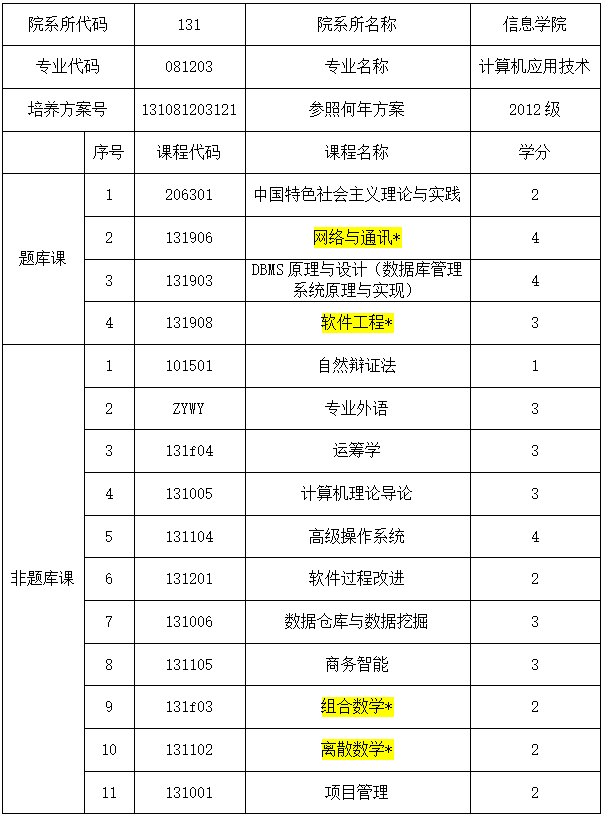 院系所代码 131 院系所名称 信息学院
专业代码 081203 专业名称 计算机应用技术
培养方案号 131081203121 参照何年方案 2012级
序号 课程代码 课程名称 学分
题库课
1 206301 中国特色社会主义理论与实践 2
2 131906 网络与通讯* 4
3 131903 DBMS原理与设计（数据库管理
系统原理与实现） 4
4 131908 软件工程* 3
非题库课
1 101501 自然辩证法 1
2 ZYWY 专业外语 3
3 131f04 运筹学 3
4 131005 计算机理论导论 3
5 131104 高级操作系统 4
6 131201 软件过程改进 2
7 131006 数据仓库与数据挖掘 3
8 131105 商务智能 3
9 131f03 组合数学* 2
10 131102 离散数学* 2
11 131001 项目管理 2